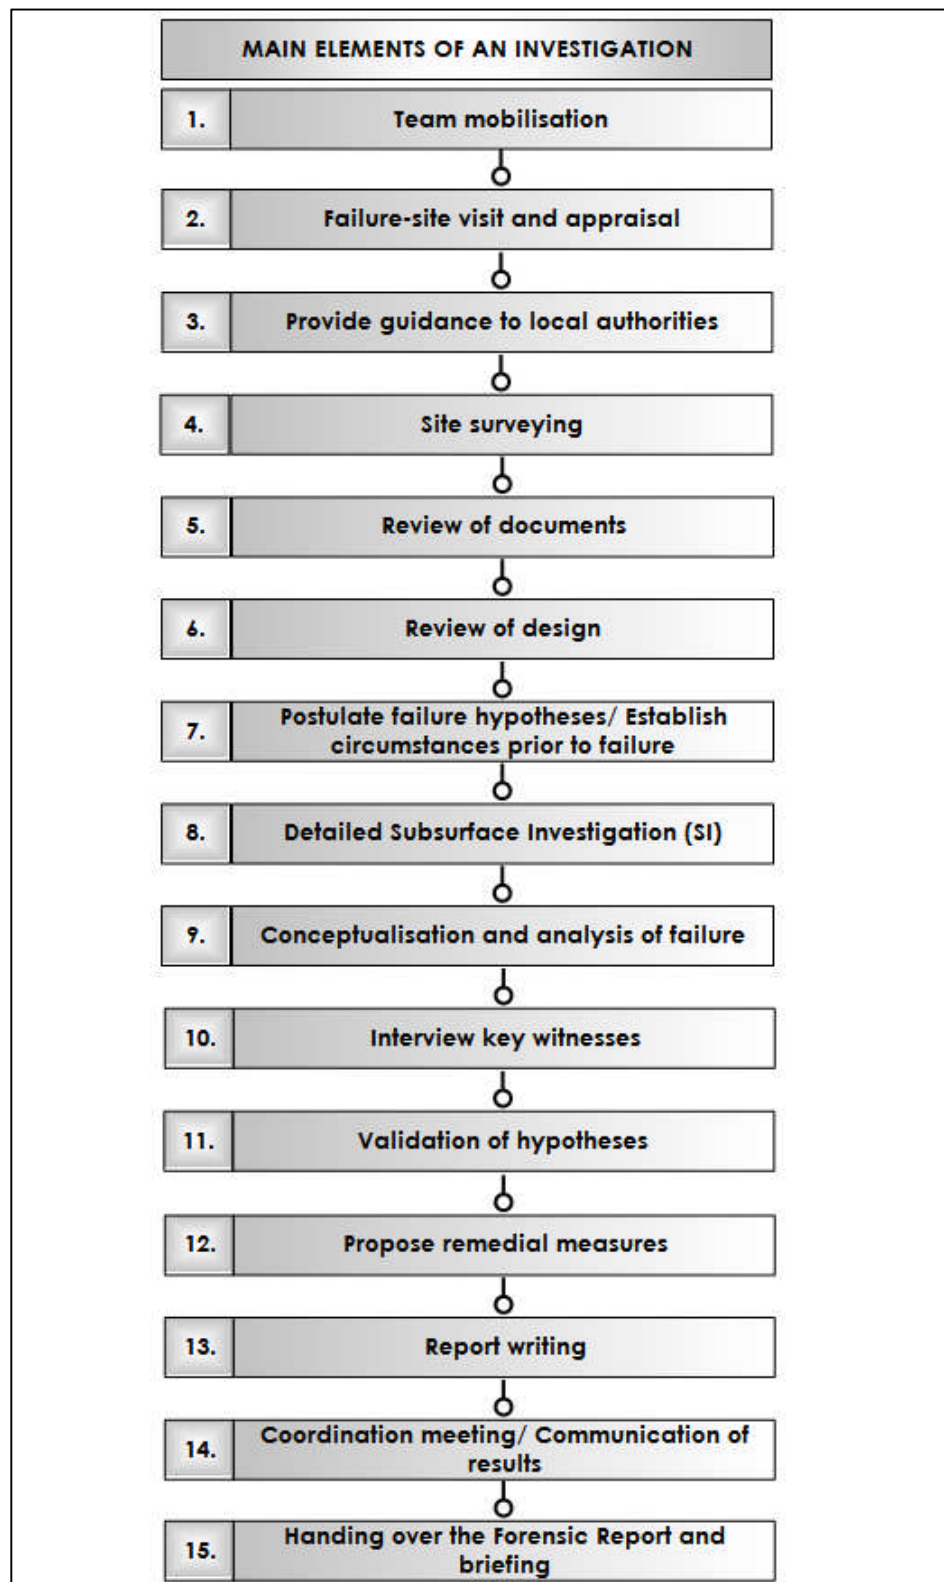 MAIN ELEMENTS OF AN INVESTIGATION
1. Team mobilisation
2. Failure-site visit and appraisal
3. Provide guidance to local authorities
4. Site surveying
5. Review of documents
6. Review of design
7. Postulate failure hypotheses/ Establish
circumstances prior to failure
8. Detailed Subsurface Investigation (SI)
9. Conceptualisation and analysis of failure
10. Interview key witnesses
11. Validation of hypotheses
12. Propose remedial measures
13. Report writing
14. Coordination meeting/ Communication of
results
15. Handing over the Forensic Report and
briefing